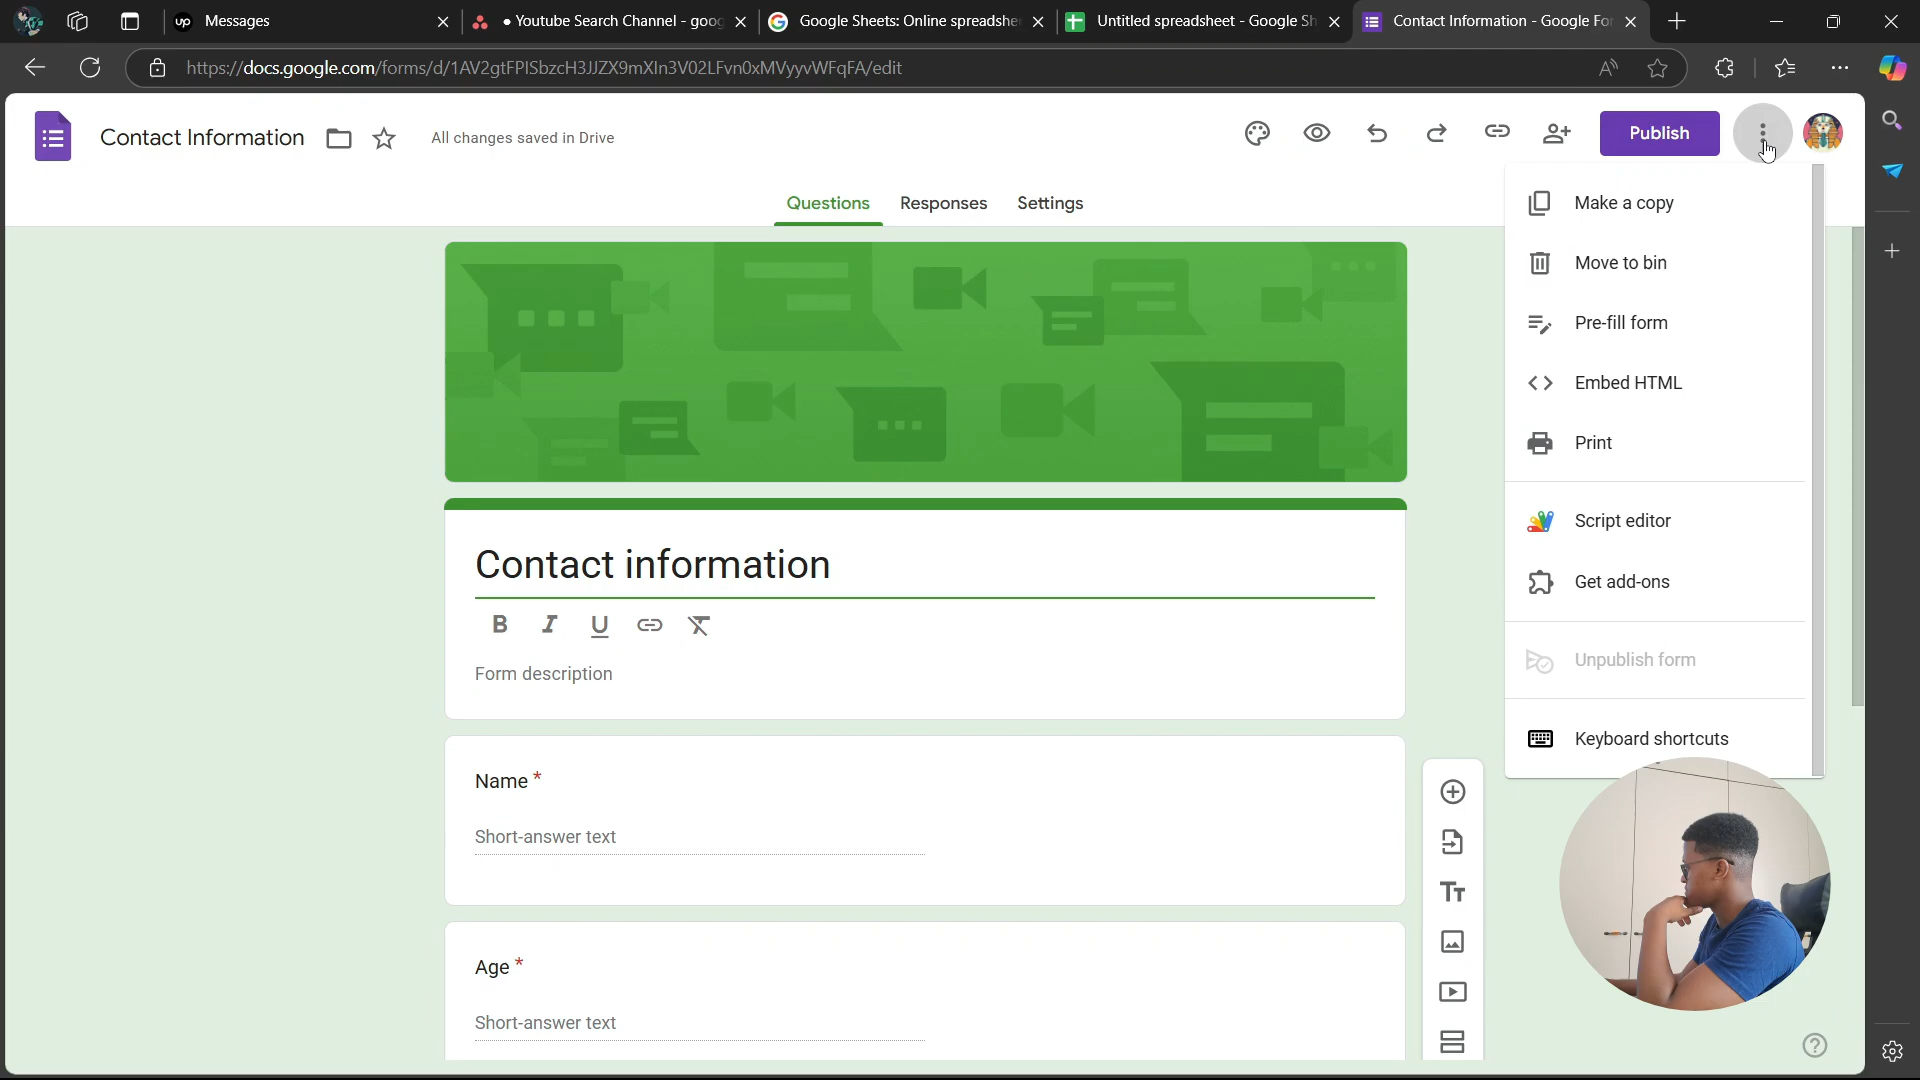 up Messages
• Youtube Search Channel - goog
Google Sheets: Online spreadshe
Untitled spreadsheet - Google Sh
Contact Information - Google For
https://docs.google.com/forms/d/1AV2gtFPISbzcH3JJZX9mXIn3V02LFvn0xMVyyvWFqFA/edit
Contact Information
All changes saved in Drive
Publish
Questions
Responses
Settings
Make a copy
Move to bin
Pre-fill form
Embed HTML
Print
Script editor
Get add-ons
Unpublish form
Keyboard shortcuts
Contact information
B I U
Form description
Name *
Short-answer text
Age *
Short-answer text
Tt